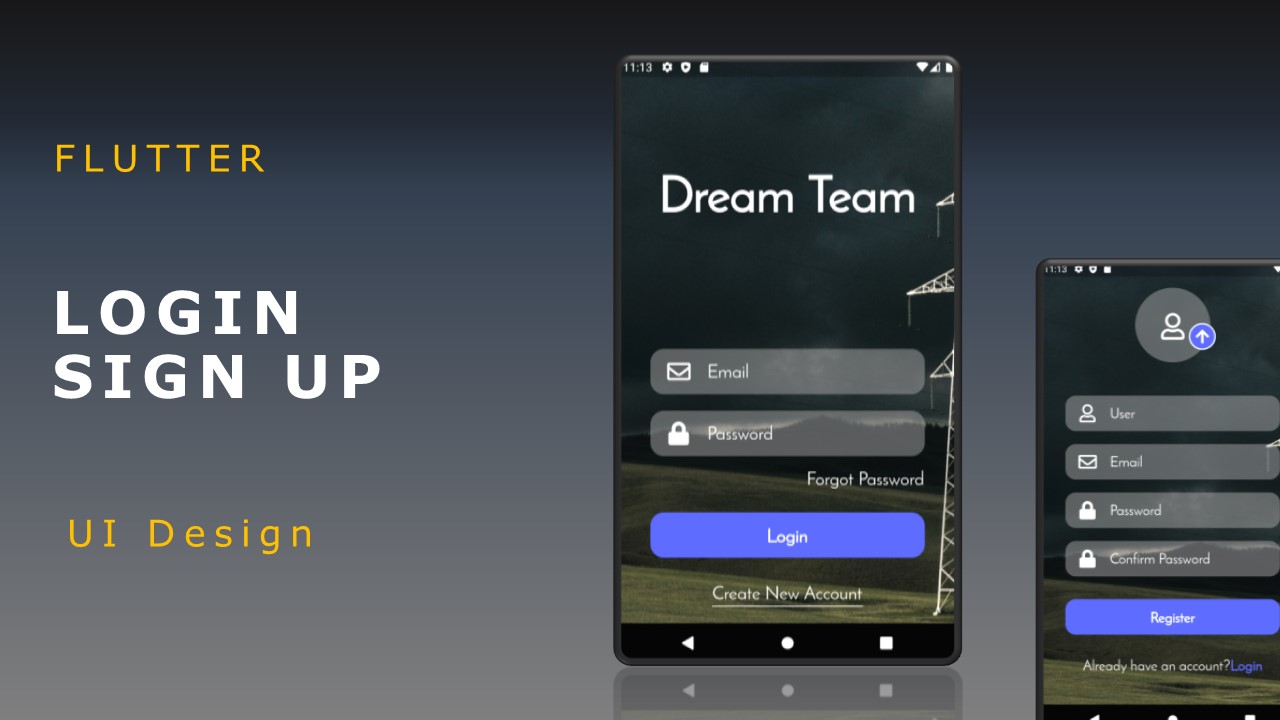 FLUTTER
LOGIN
SIGN UP
UI Design
11:13
Dream Team
Email
Password
Forgot Password
Login
Create New Account
11:13
User
Email
Password
Confirm Password
Register
Already have an account?Login